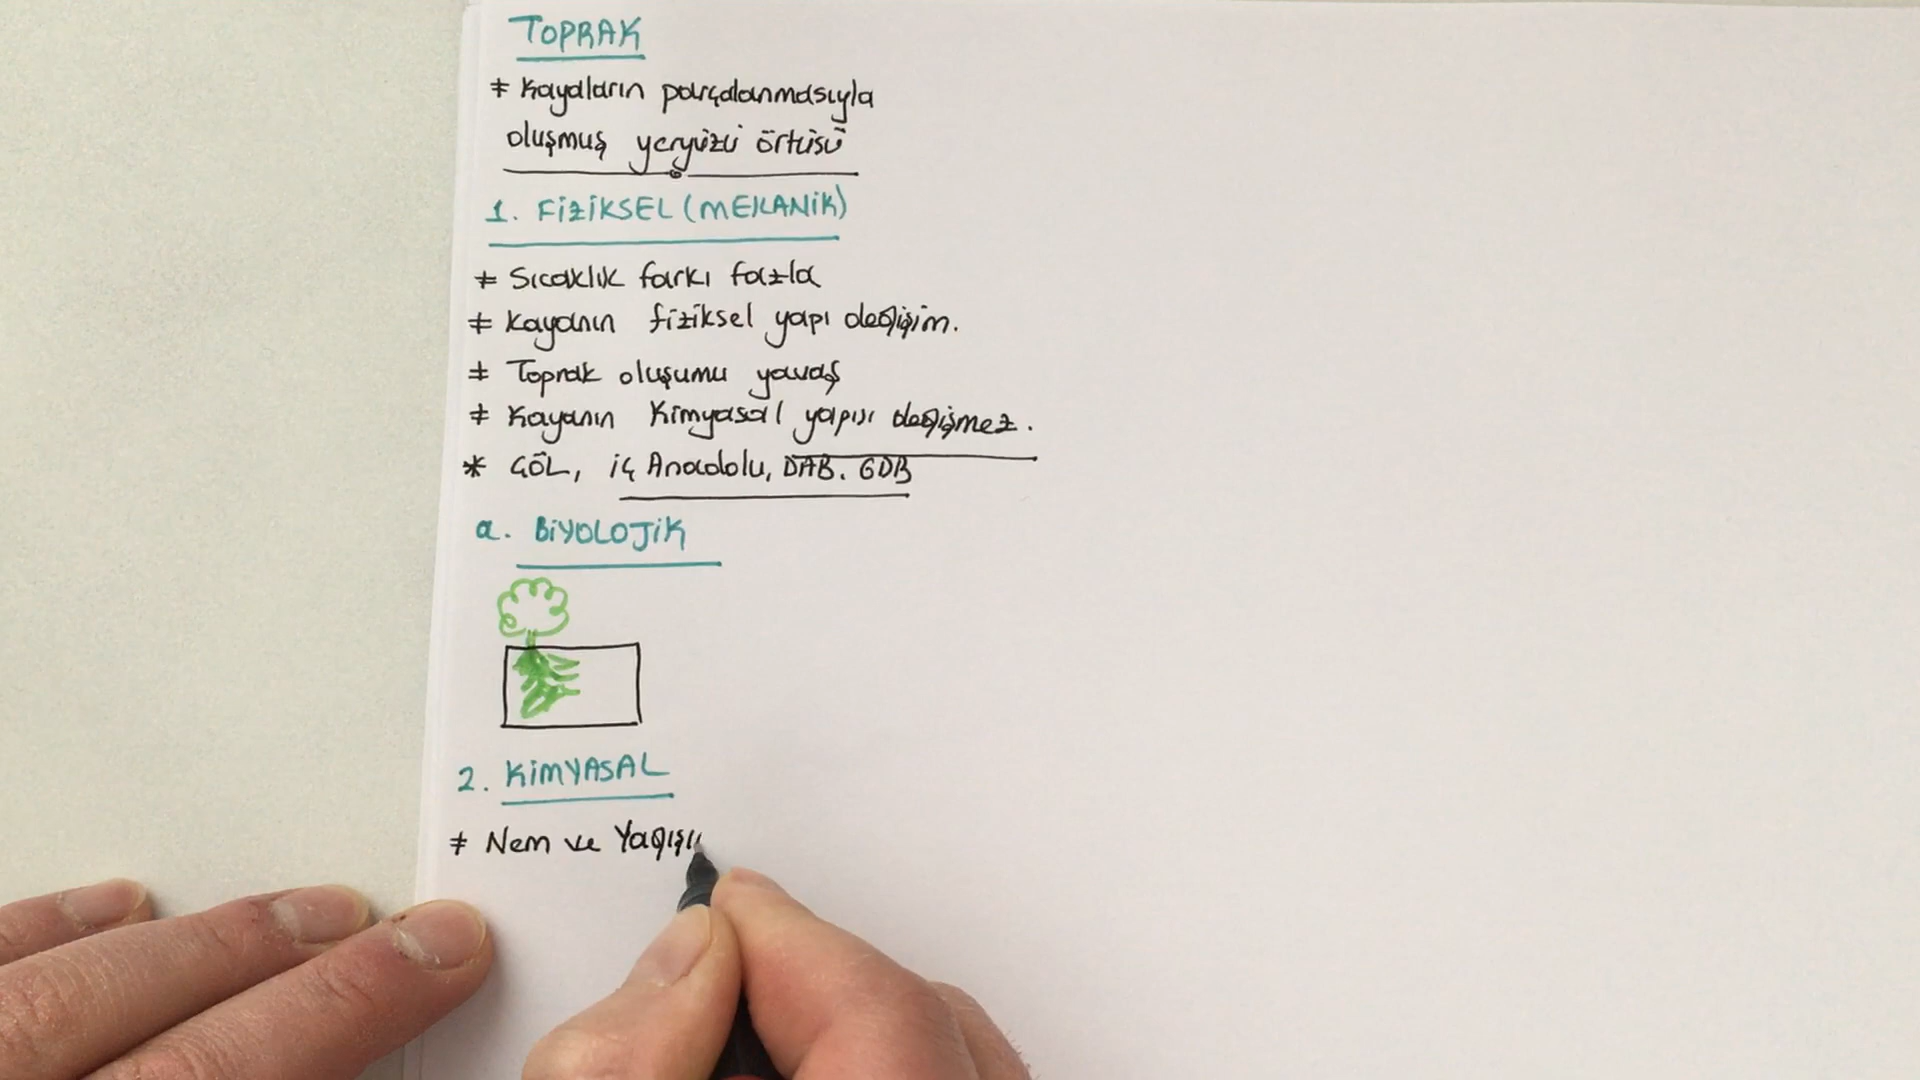 TOPRAK
* Kayaların parçalanmasıyla
oluşmuş yeryüzü örtüsü
1. FİZİKSEL (MEKANİK)
* Sıcaklık farkı fazla
* Kayanın fiziksel yapı değişim.
* Toprak oluşumu yavaş
* Kayanın Kimyasal yapısı değişmez.
* ÇÖL, iç Anadolu, DAB. GDB
a. BİYOLOJİK
2. KİMYASAL
* Nem ve Yağışı